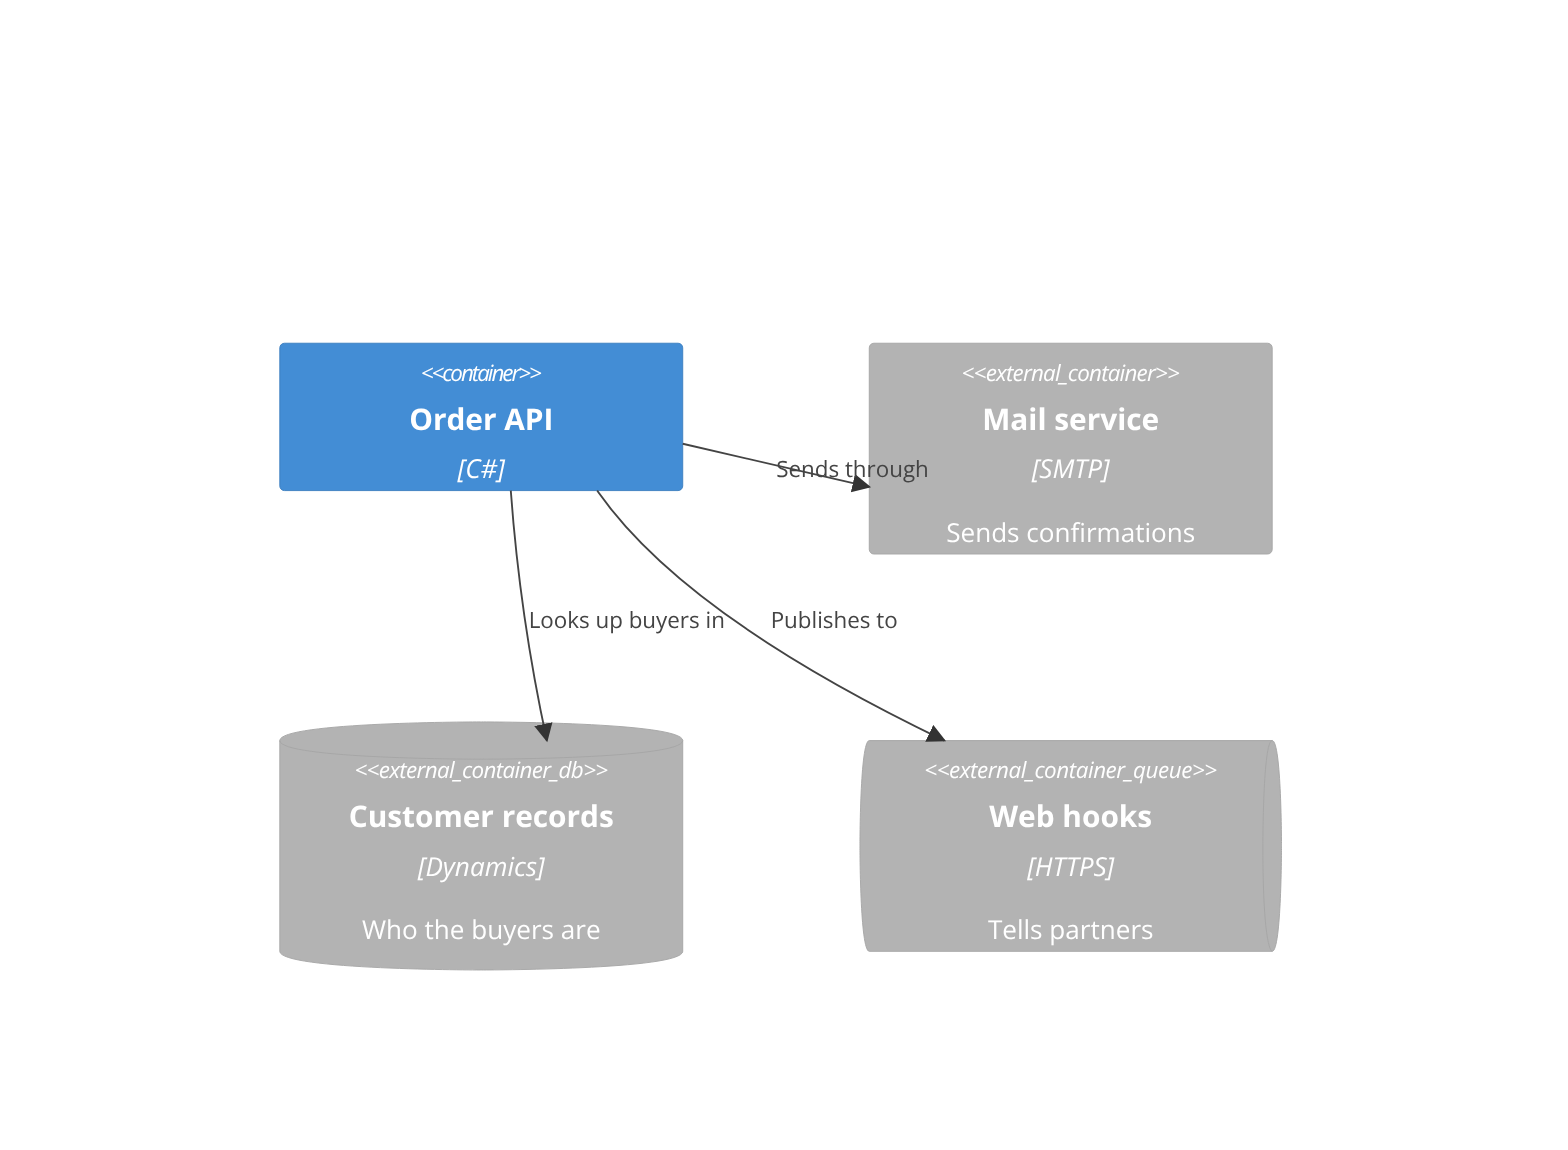 <<container>>
Order API
[C#]
<<external_container>>
Mail service
[SMTP]
Sends confirmations
Sends through
Looks up buyers in
Publishes to
<<external_container_db>>
Customer records
[Dynamics]
Who the buyers are
<<external_container_queue>>
Web hooks
[HTTPS]
Tells partners